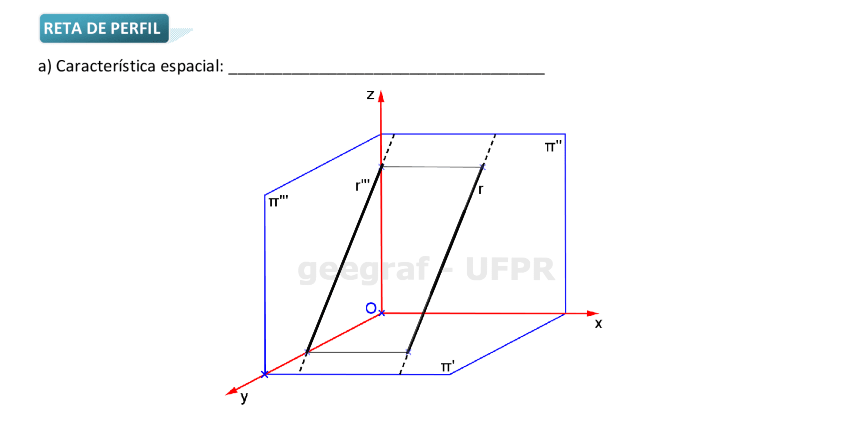 RETA DE PERFIL
a) Característica espacial: ___________________________________
z
π"
r'''
r
π'''
geegraf - UFPR
O
x
π'
y